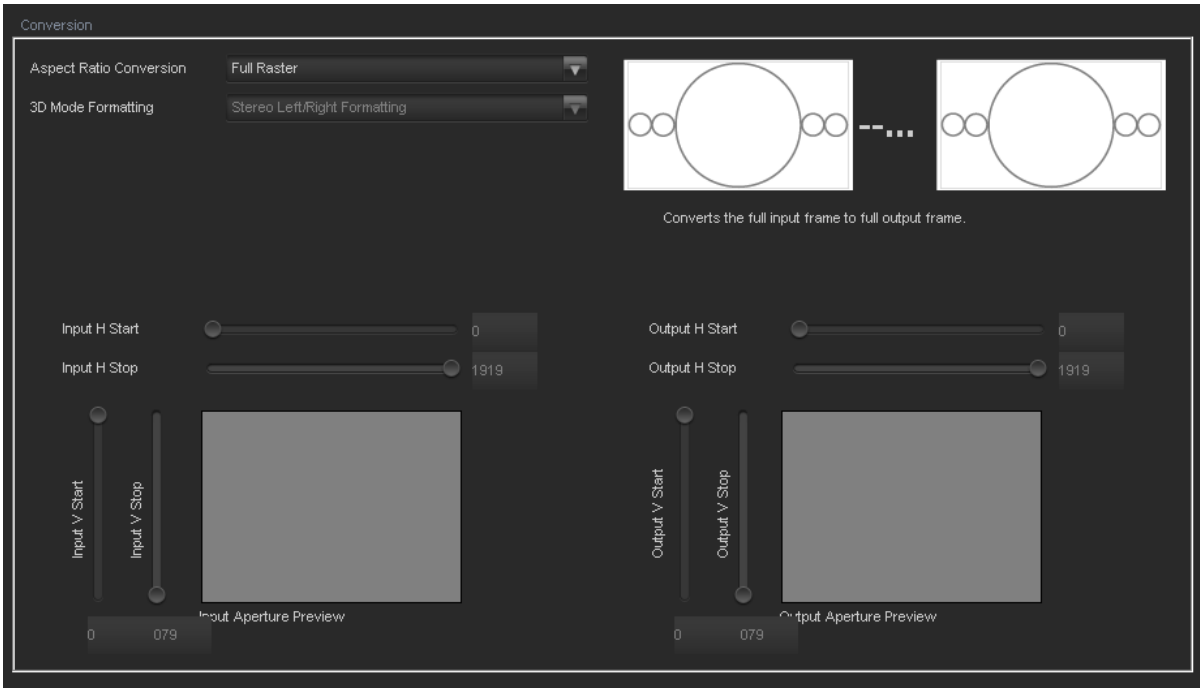 Conversion
Aspect Ratio Conversion
Full Raster
3D Mode Formatting
Stereo Left/Right Formatting
Converts the full input frame to full output frame.
Input H Start
0
Input H Stop
1919
Input V Start
Input V Stop
Input Aperture Preview
0
079
Output H Start
0
Output H Stop
1919
Output V Start
Output V Stop
Output Aperture Preview
0
079